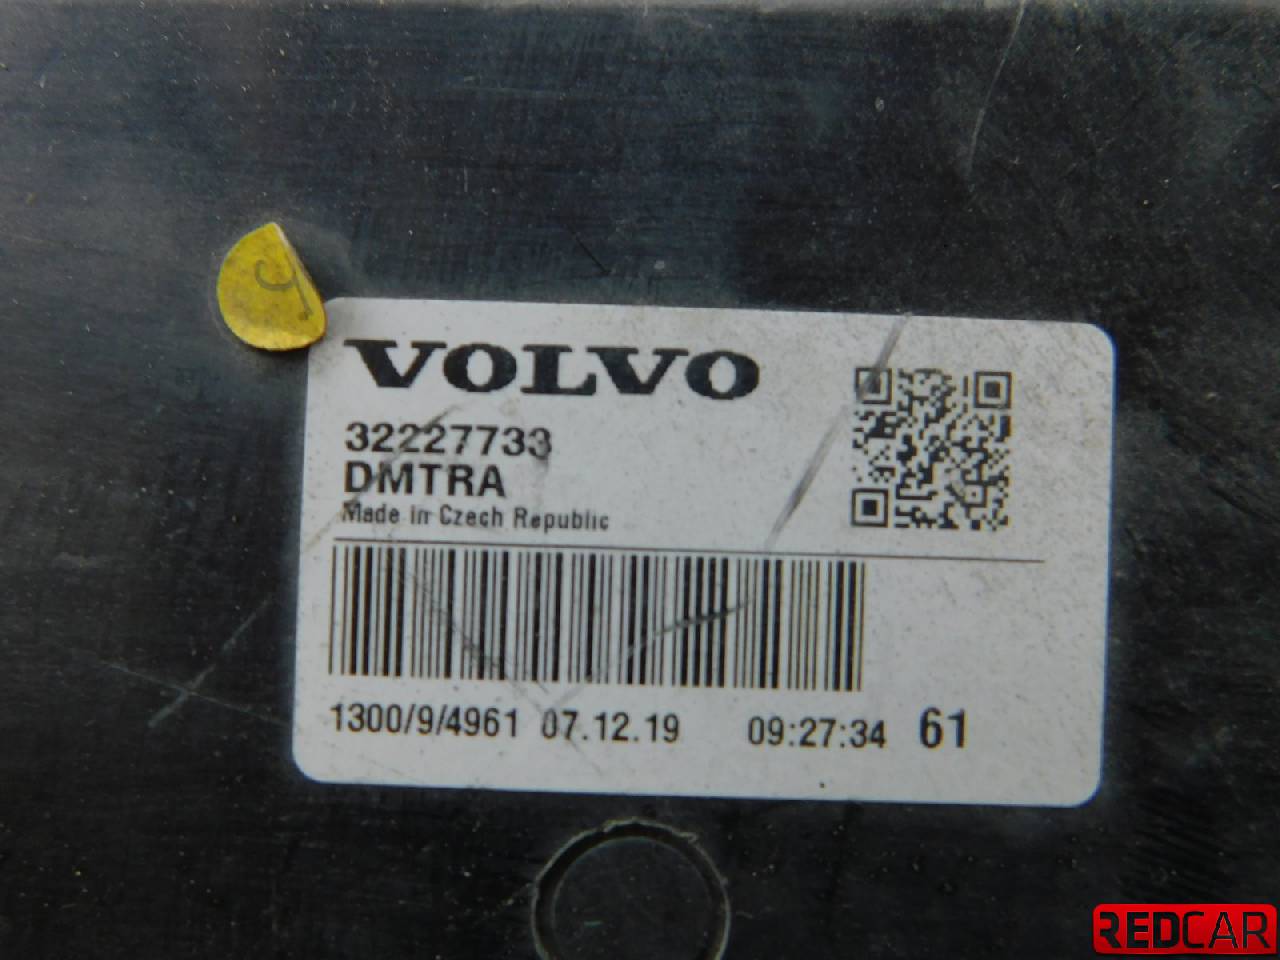 VOLVO
32227733
DMTRA
Made in Czech Republic
1300/9/4961 07.12.19 09:27:34 61
REDCAR